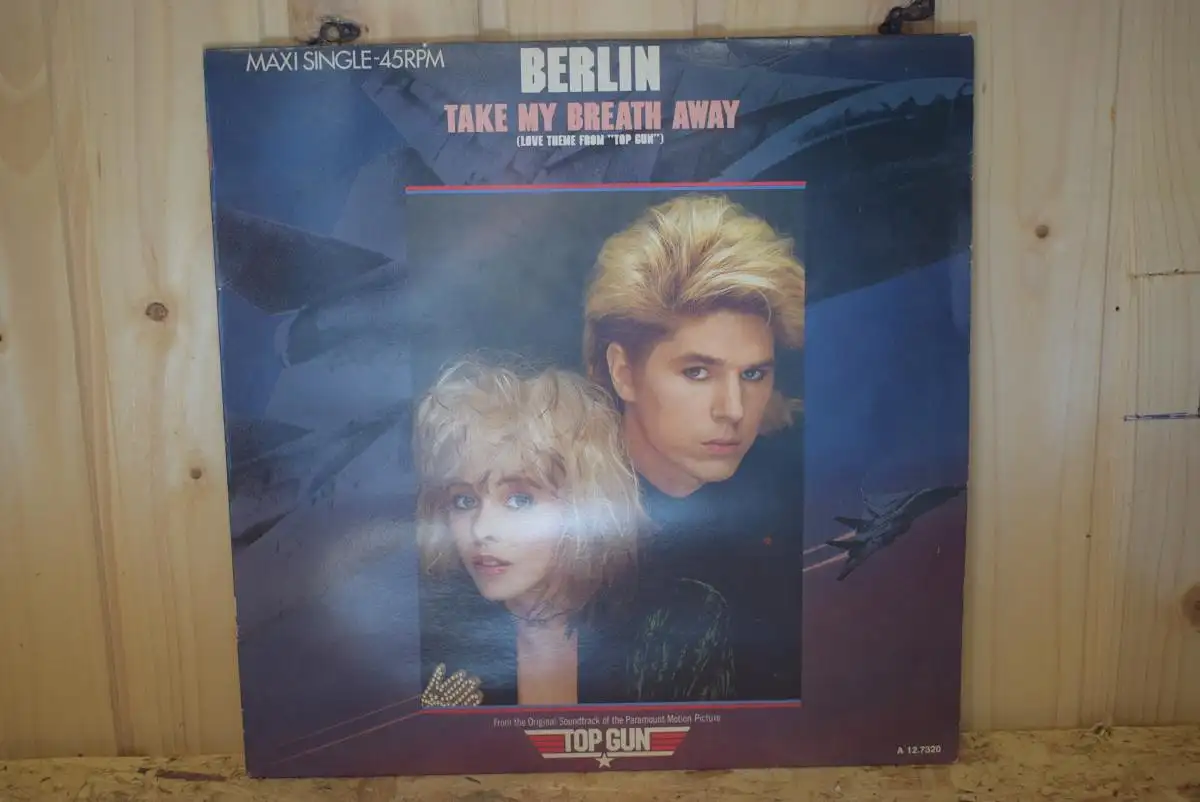 MAXI SINGLE-45RPM
BERLIN
TAKE MY BREATH AWAY
(LOVE THEME FROM "TOP GUN")
From the Original Soundtrack of the Paramount Motion Picture
TOP GUN
A 12.7320